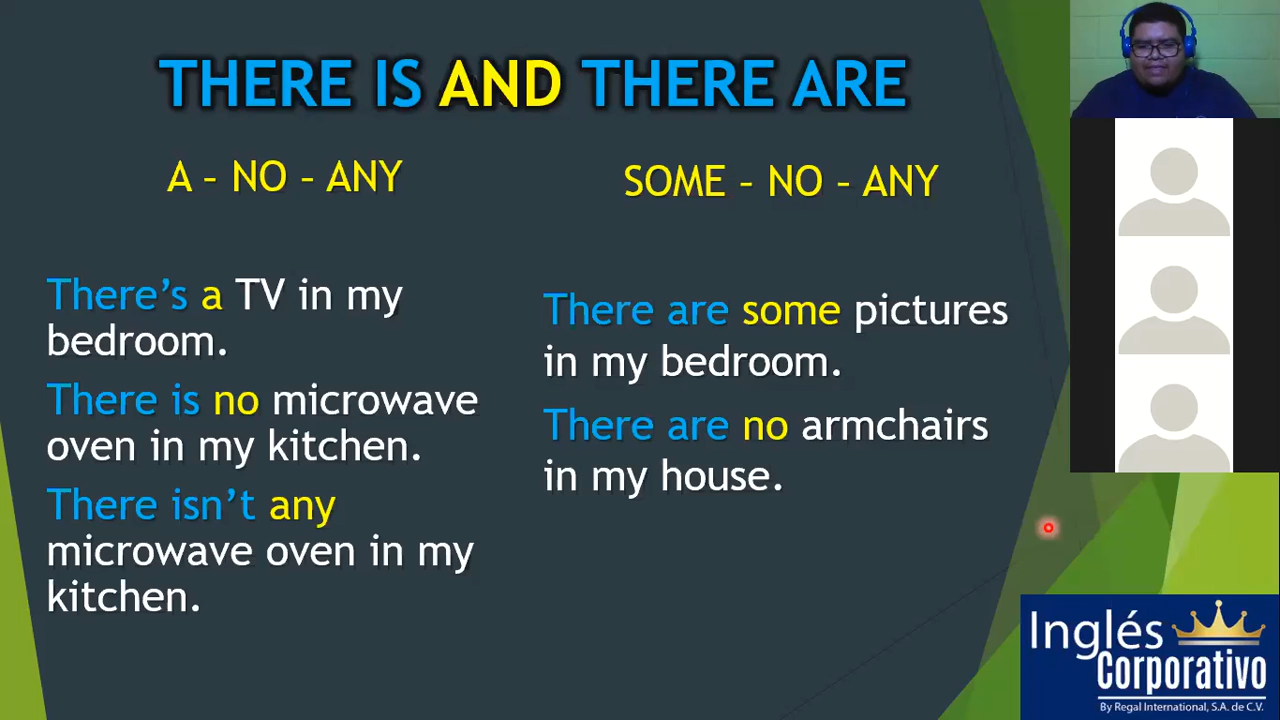 THERE IS AND THERE ARE
A – NO – ANY
There’s a TV in my
bedroom.
There is no microwave
oven in my kitchen.
There isn’t any
microwave oven in my
kitchen.
SOME – NO – ANY
There are some pictures
in my bedroom.
There are no armchairs
in my house.
Inglés
Corporativo
By Regal International, S.A. de C.V.